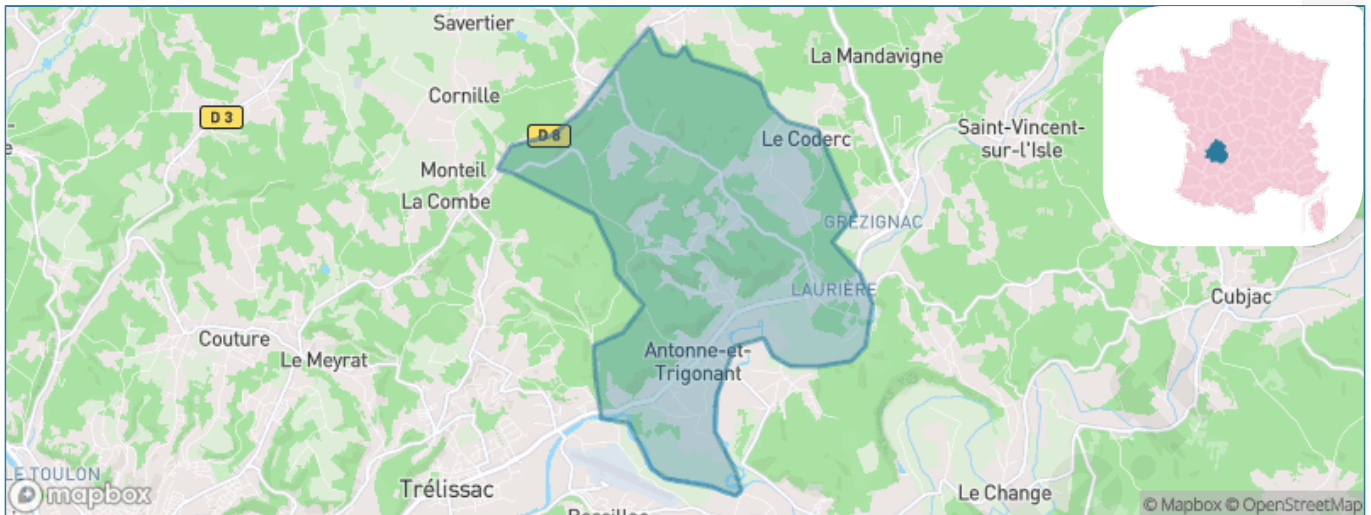 Savertier
La Mandavigne
Cornille
D 3
D 8
Le Coderc
Saint-Vincent-
sur-l'Isle
Monteil
La Combe
GRÉZIGNAC
LAURIÈRE
Cubjac
Couture
Le Meyrat
Antonne-et-
Trigonant
LE TOULON
Trélissac
Le Change
mapbox
© Mapbox © OpenStreetMap